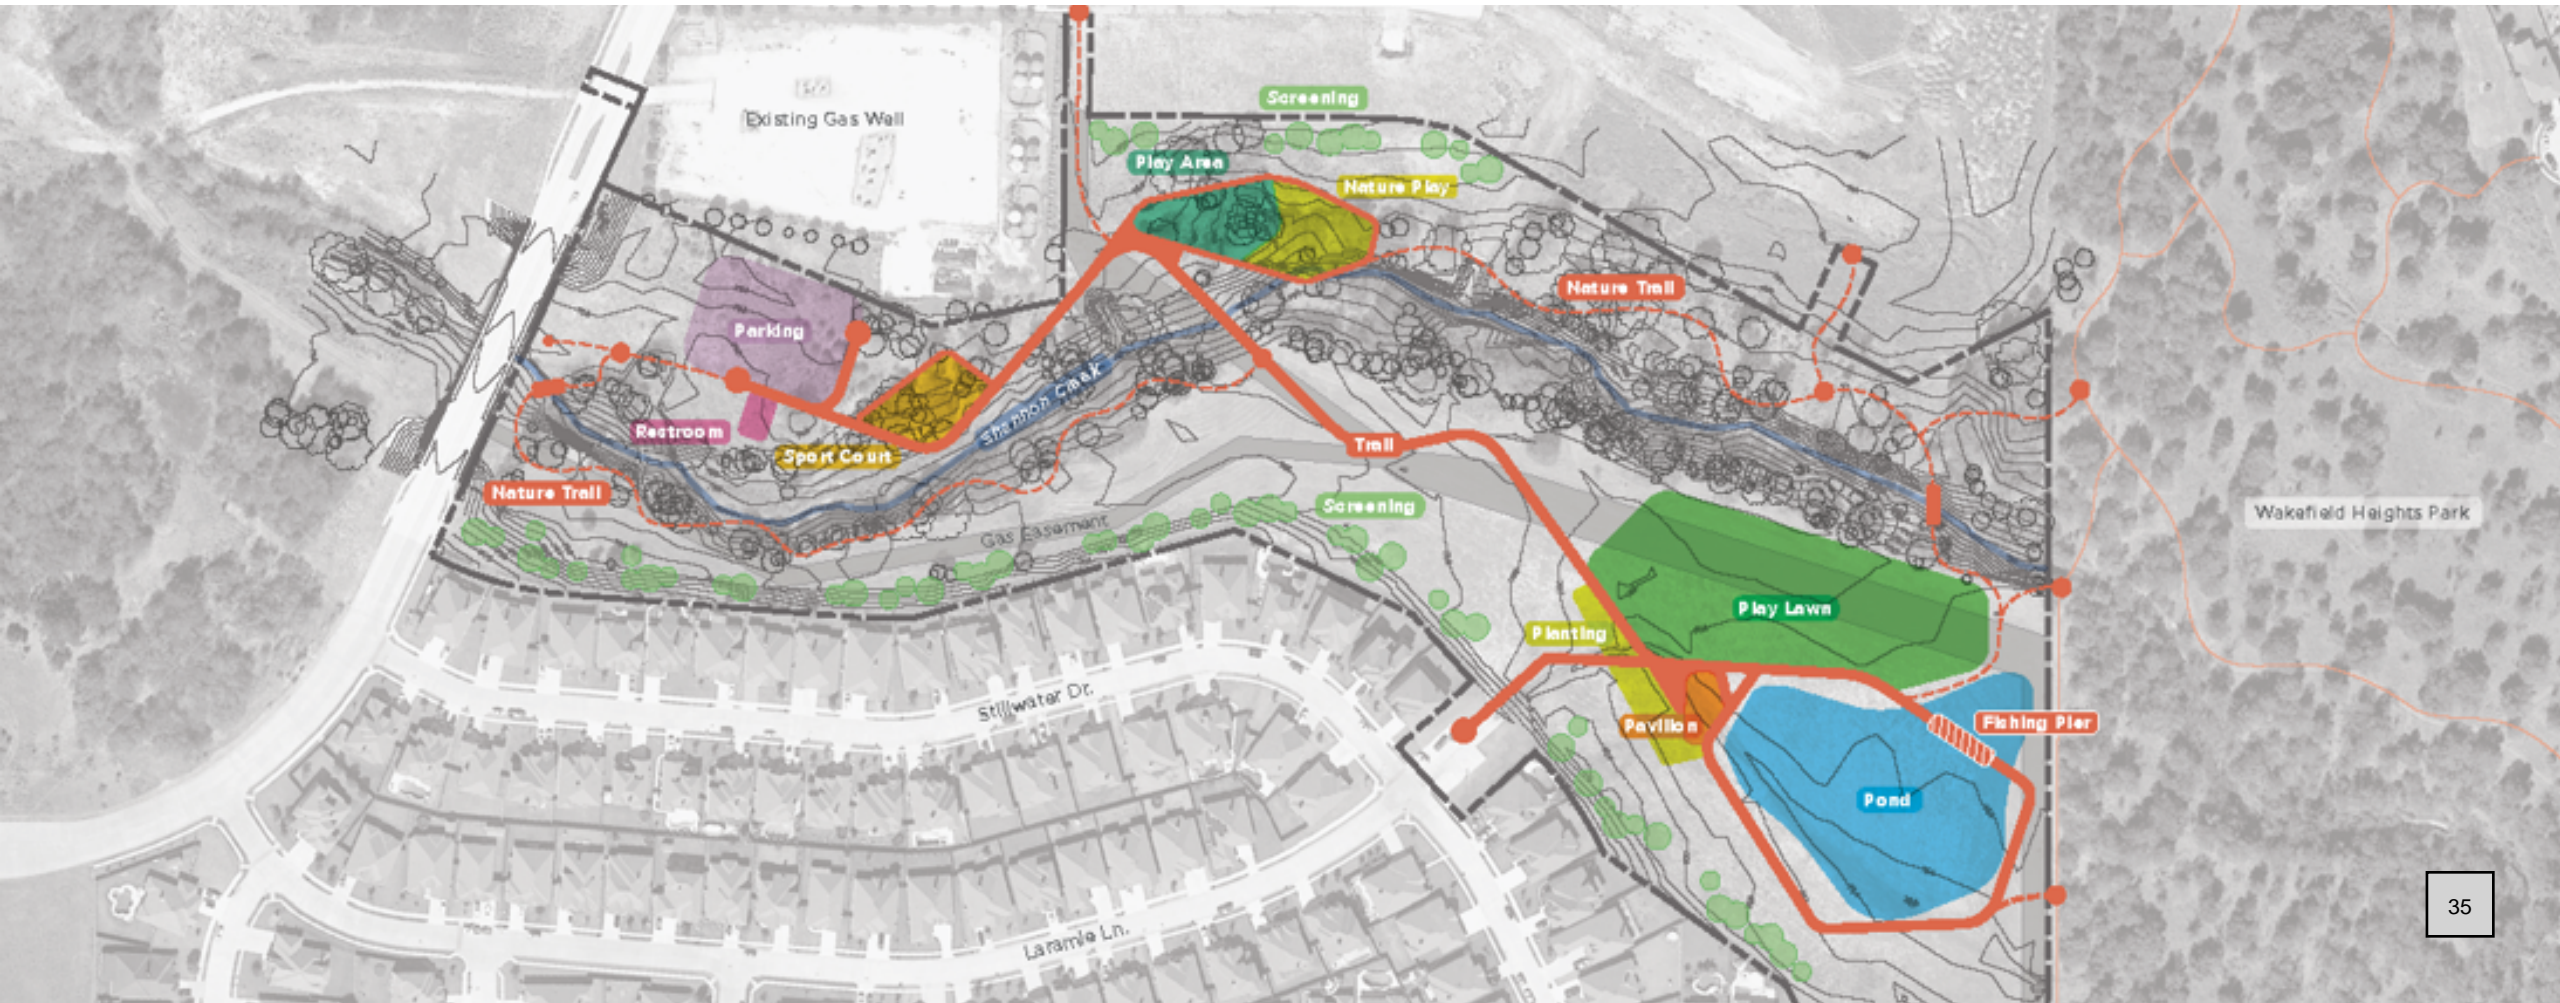 Screening
Existing Gas Well
Play Area
Nature Play
Nature Trail
Parking
Restroom
Sport Court
Shannon Creek
Trail
Nature Trail
Screening
Gas Easement
Wakefield Heights Park
Play Lawn
Planting
Stillwater Dr.
Pavilion
Fishing Pier
Pond
Laramie Ln.
35